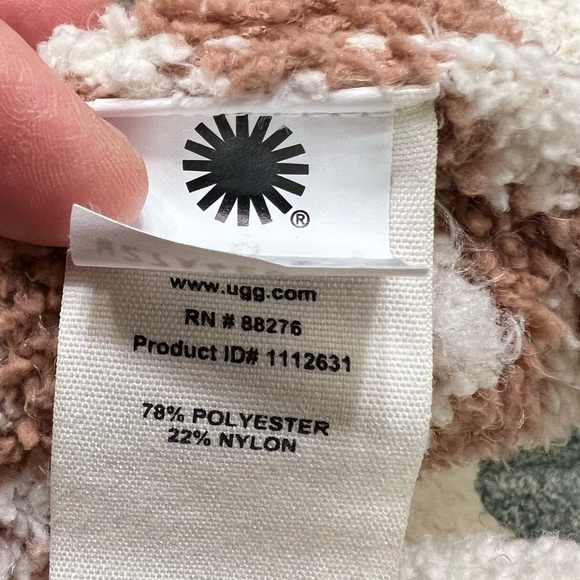 ®
www.ugg.com
RN # 88276
Product ID# 1112631
78% POLYESTER
22% NYLON